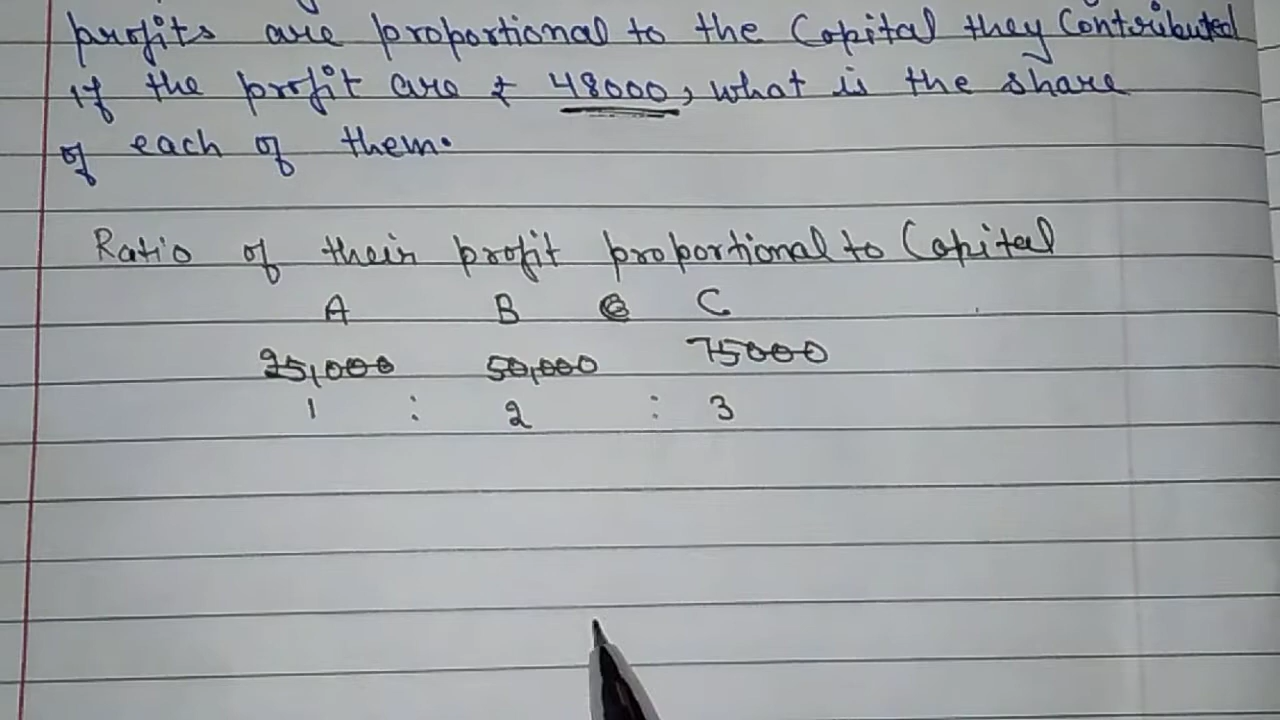 profits are proportional to the Capital they Contributed
if the profit are ₹ 48000, what is the share
of each of them.
Ratio of their profit proportional to Capital
A B C
25,000 50,000 75000
1 : 2 : 3